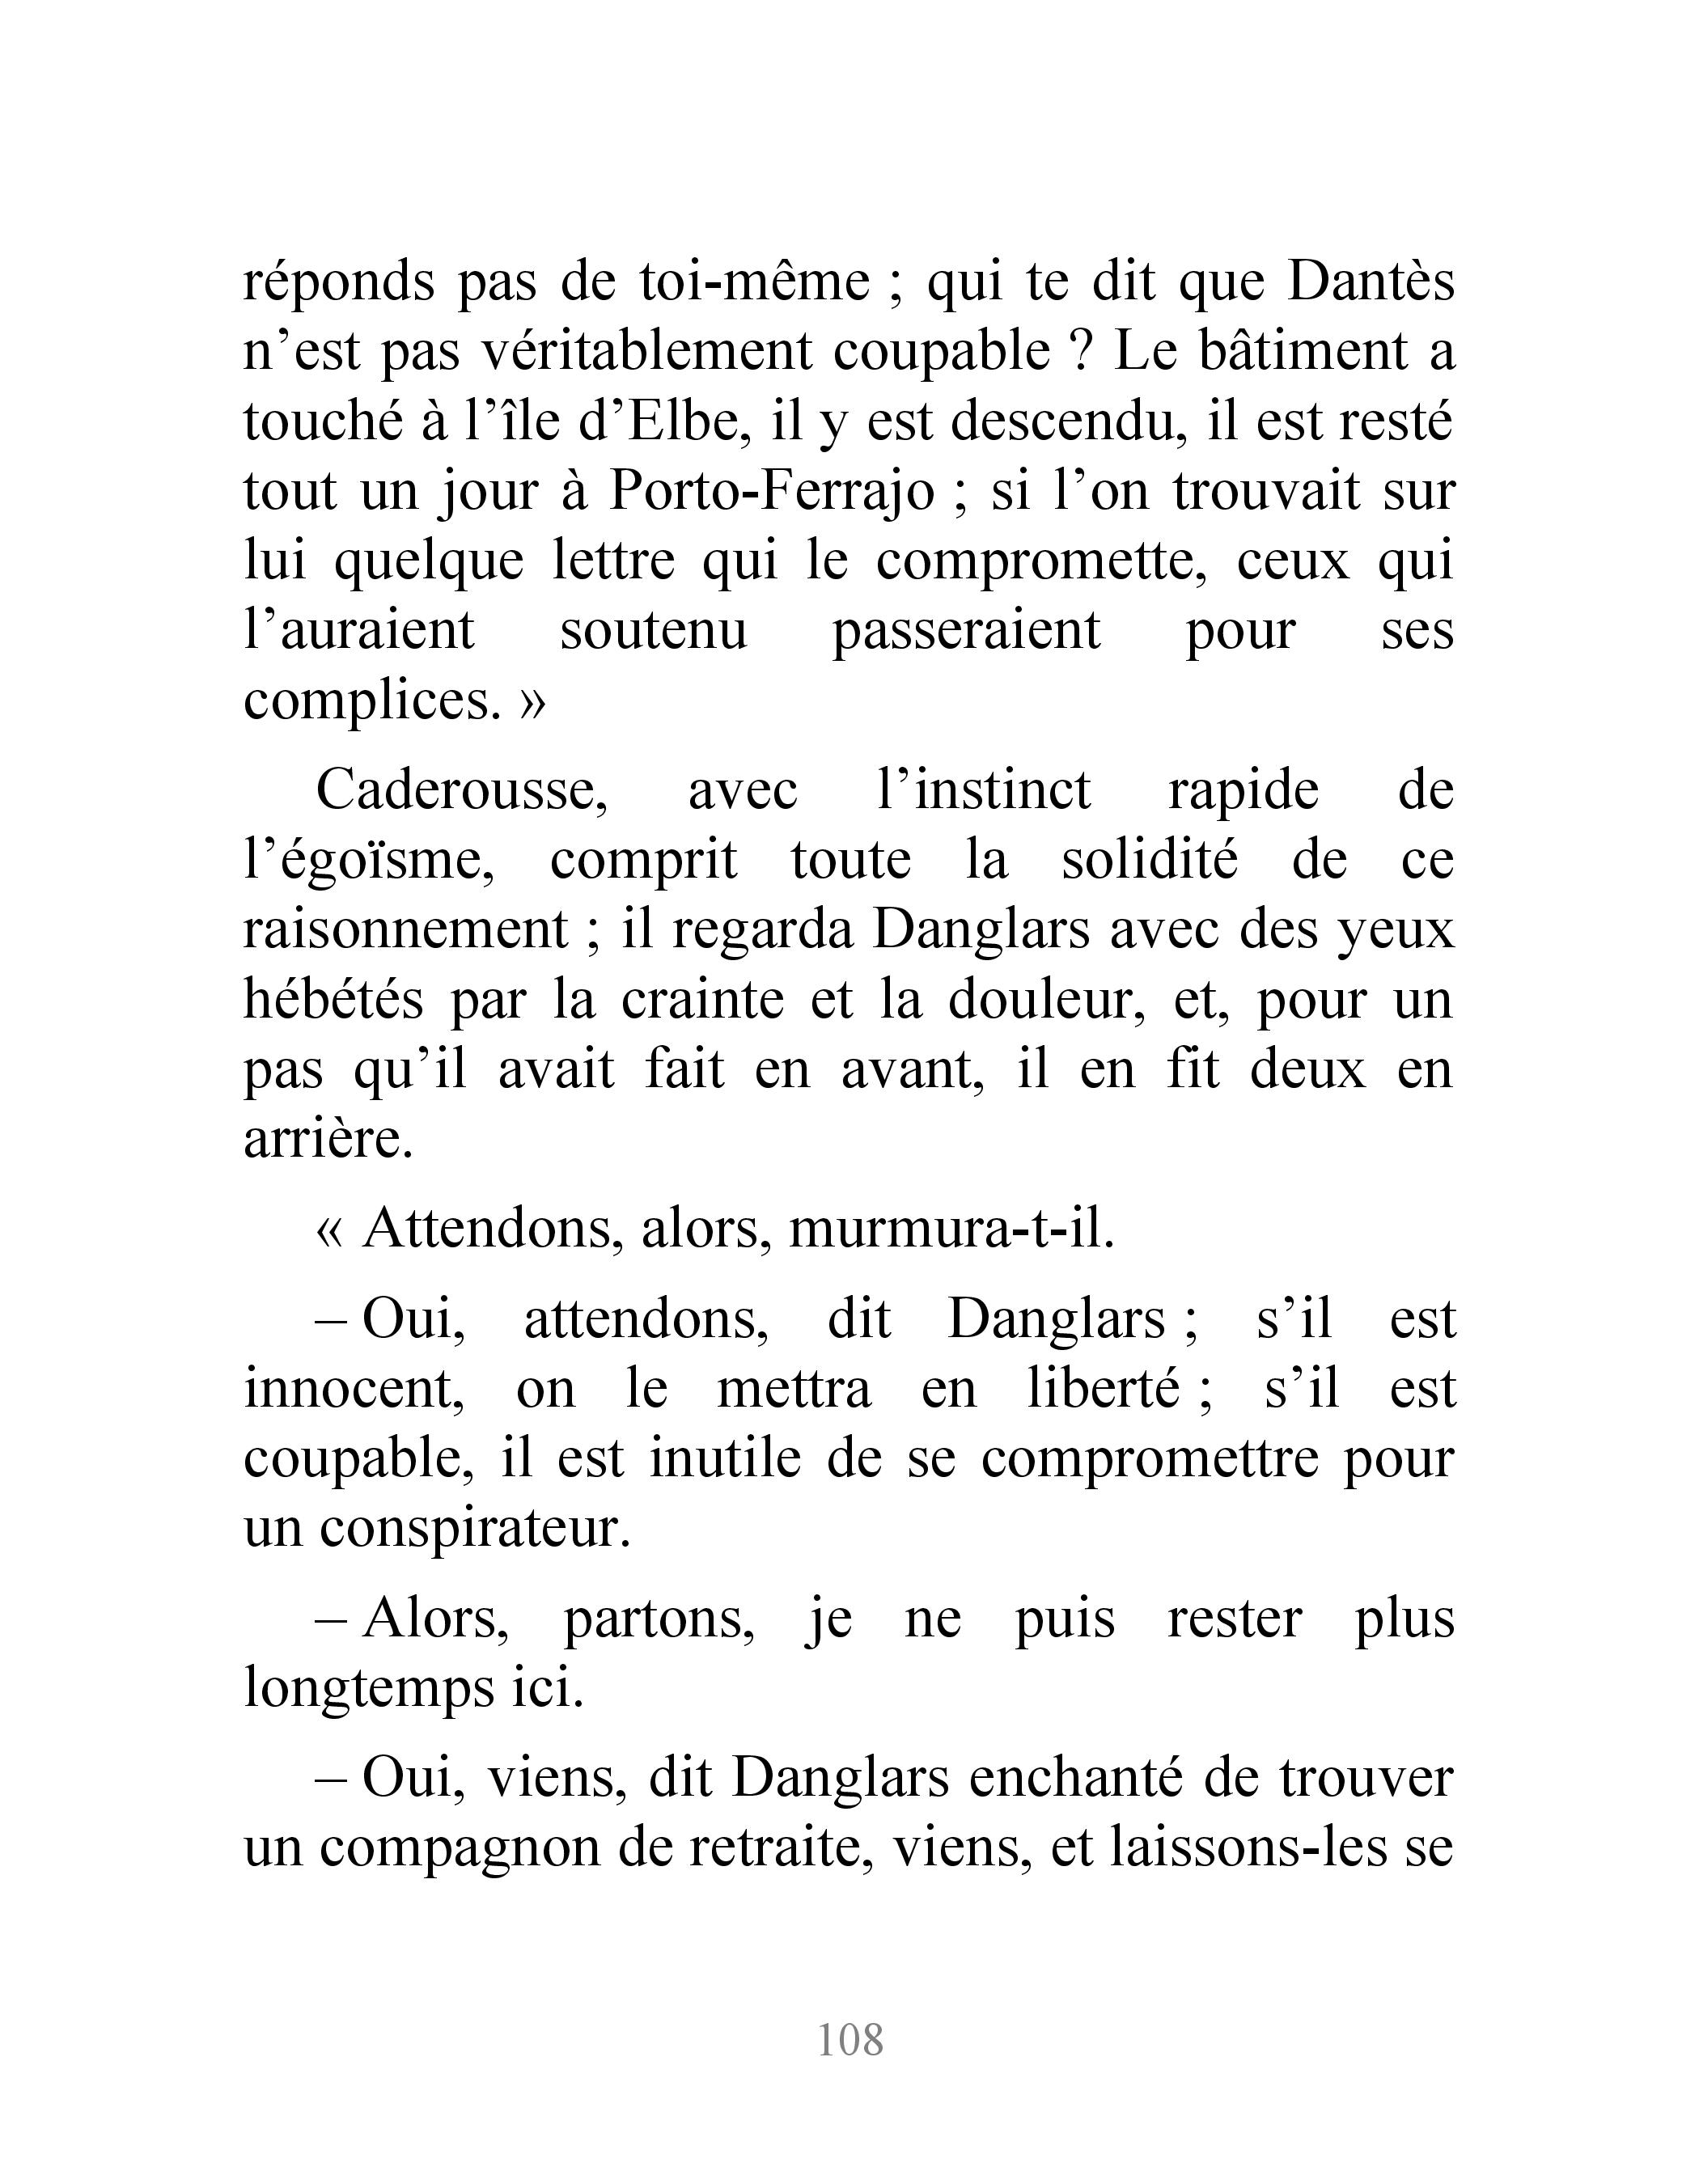 réponds pas de toi-même ; qui te dit que Dantès
n’est pas véritablement coupable ? Le bâtiment a
touché à l’île d’Elbe, il y est descendu, il est resté
tout un jour à Porto-Ferrajo ; si l’on trouvait sur
lui quelque lettre qui le compromette, ceux qui
l’auraient soutenu passeraient pour ses
complices. »
Caderousse, avec l’instinct rapide de
l’égoïsme, comprit toute la solidité de ce
raisonnement ; il regarda Danglars avec des yeux
hébétés par la crainte et la douleur, et, pour un
pas qu’il avait fait en avant, il en fit deux en
arrière.
« Attendons, alors, murmura-t-il.
– Oui, attendons, dit Danglars ; s’il est
innocent, on le mettra en liberté ; s’il est
coupable, il est inutile de se compromettre pour
un conspirateur.
– Alors, partons, je ne puis rester plus
longtemps ici.
– Oui, viens, dit Danglars enchanté de trouver
un compagnon de retraite, viens, et laissons-les se
108